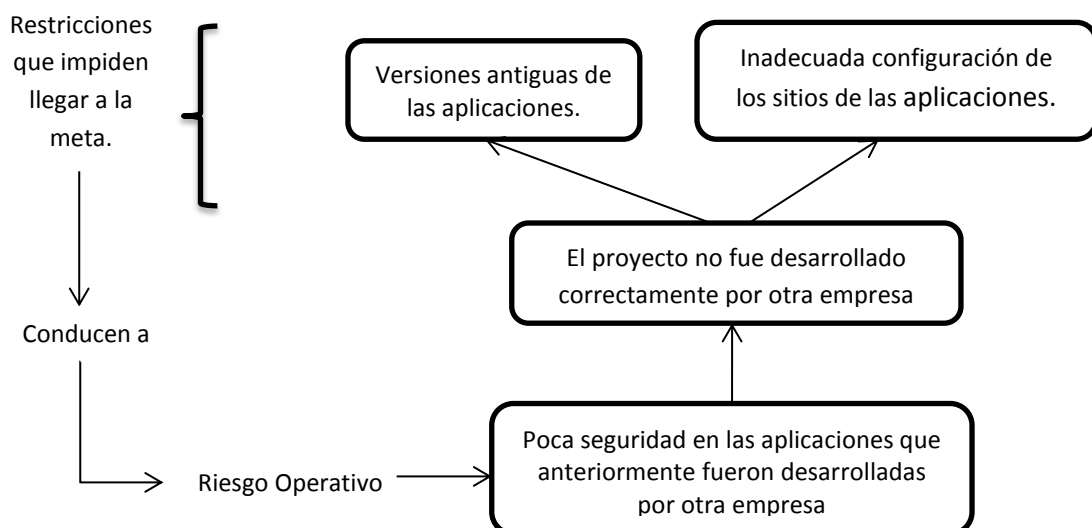 Restricciones
que impiden
llegar a la
meta.
Versiones antiguas de
las aplicaciones.
Inadecuada configuración de
los sitios de las aplicaciones.
El proyecto no fue desarrollado
correctamente por otra empresa
Conducen a
Riesgo Operativo
Poca seguridad en las aplicaciones que
anteriormente fueron desarrolladas
por otra empresa